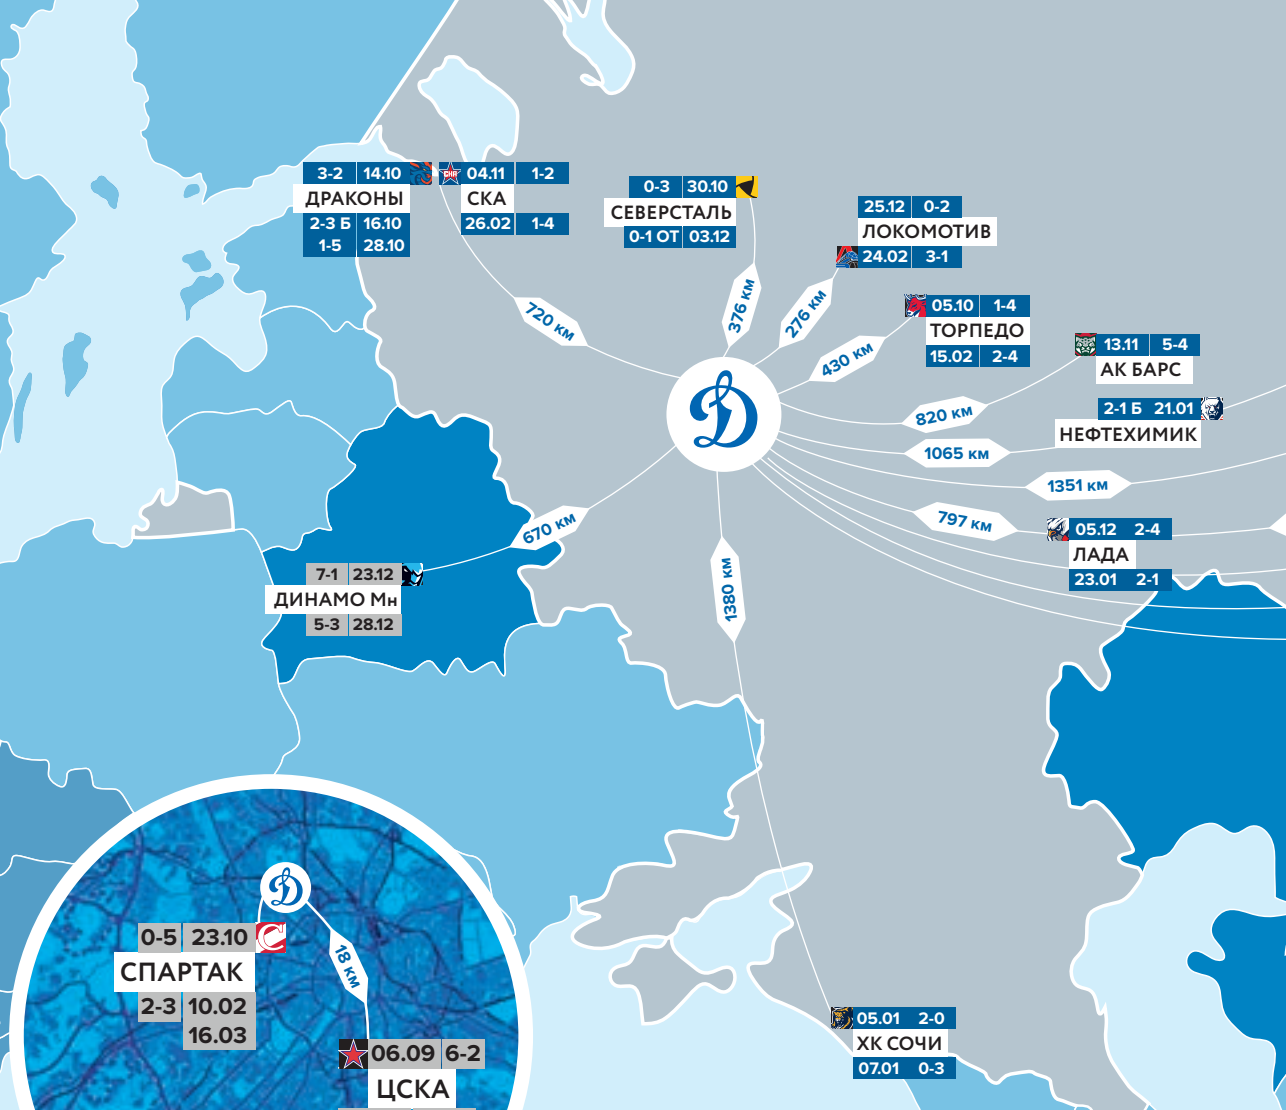 3-2 14.10
ДРАКОНЫ
2-3 Б 16.10
1-5 28.10
СКА 04.11 1-2
СКА
26.02 1-4
0-3 30.10
СЕВЕРСТАЛЬ
0-1 ОТ 03.12
25.12 0-2
ЛОКОМОТИВ
24.02 3-1
05.10 1-4
ТОРПЕДО
15.02 2-4
13.11 5-4
АК БАРС
2-1 Б 21.01
НЕФТЕХИМИК
720 км
376 км
276 км
430 км
820 км
1065 км
1351 км
797 км
Д
05.12 2-4
ЛАДА
23.01 2-1
670 км
1380 км
7-1 23.12
ДИНАМО Мн
5-3 28.12
Д
0-5 23.10
СПАРТАК
2-3 10.02
16.03
18 км
06.09 6-2
ЦСКА
05.01 2-0
ХК СОЧИ
07.01 0-3